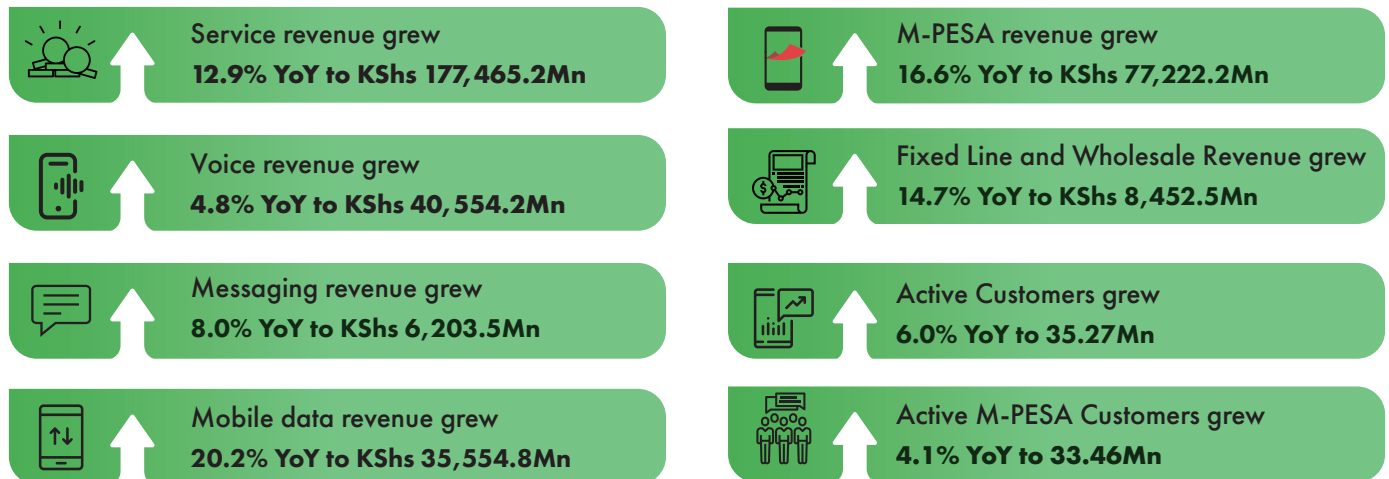 Service revenue grew
12.9% YoY to KShs 177,465.2Mn
Voice revenue grew
4.8% YoY to KShs 40,554.2Mn
Messaging revenue grew
8.0% YoY to KShs 6,203.5Mn
Mobile data revenue grew
20.2% YoY to KShs 35,554.8Mn
M-PESA revenue grew
16.6% YoY to KShs 77,222.2Mn
Fixed Line and Wholesale Revenue grew
14.7% YoY to KShs 8,452.5Mn
Active Customers grew
6.0% YoY to 35.27Mn
Active M-PESA Customers grew
4.1% YoY to 33.46Mn